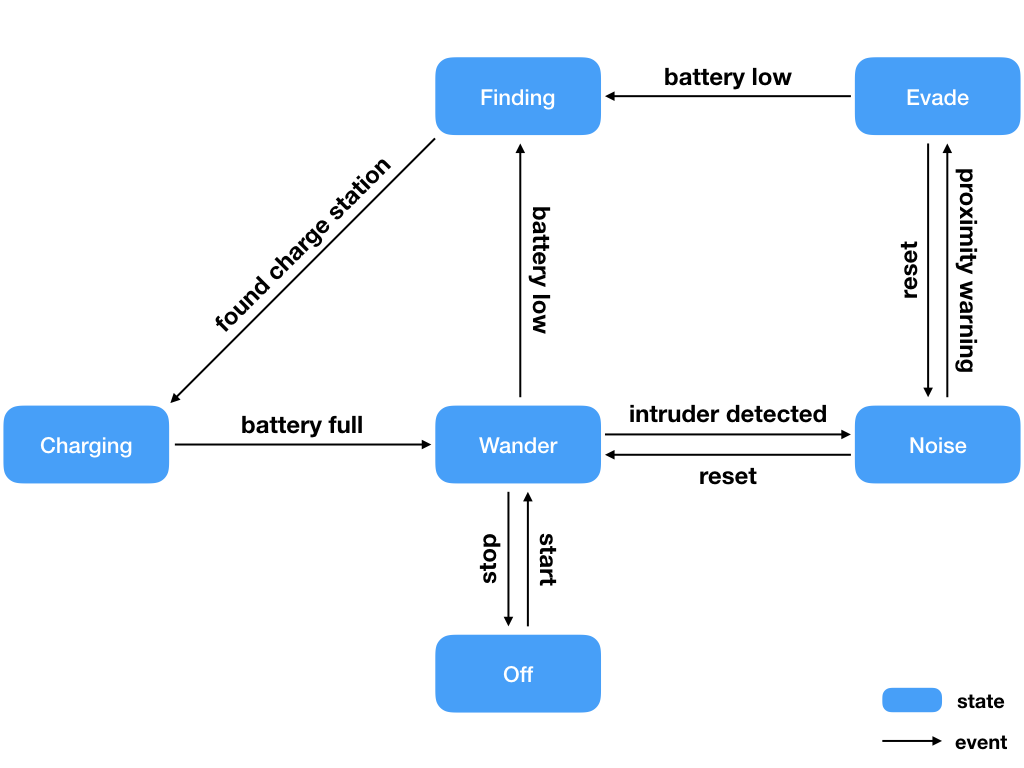 battery low
Finding
Evade
found charge station
battery low
reset
proximity warning
battery full
intruder detected
Charging
Wander
Noise
reset
stop
start
Off
state
event